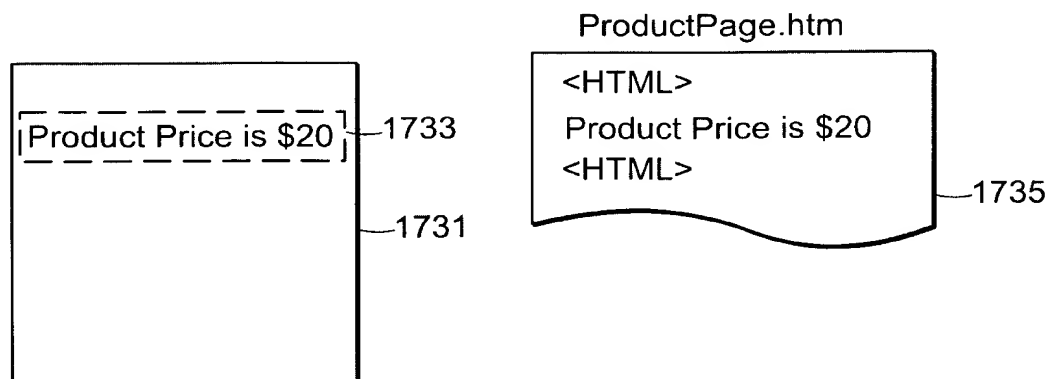 ProductPage.htm
<HTML>
Product Price is $20
<HTML>
1735
Product Price is $20
1733
1731